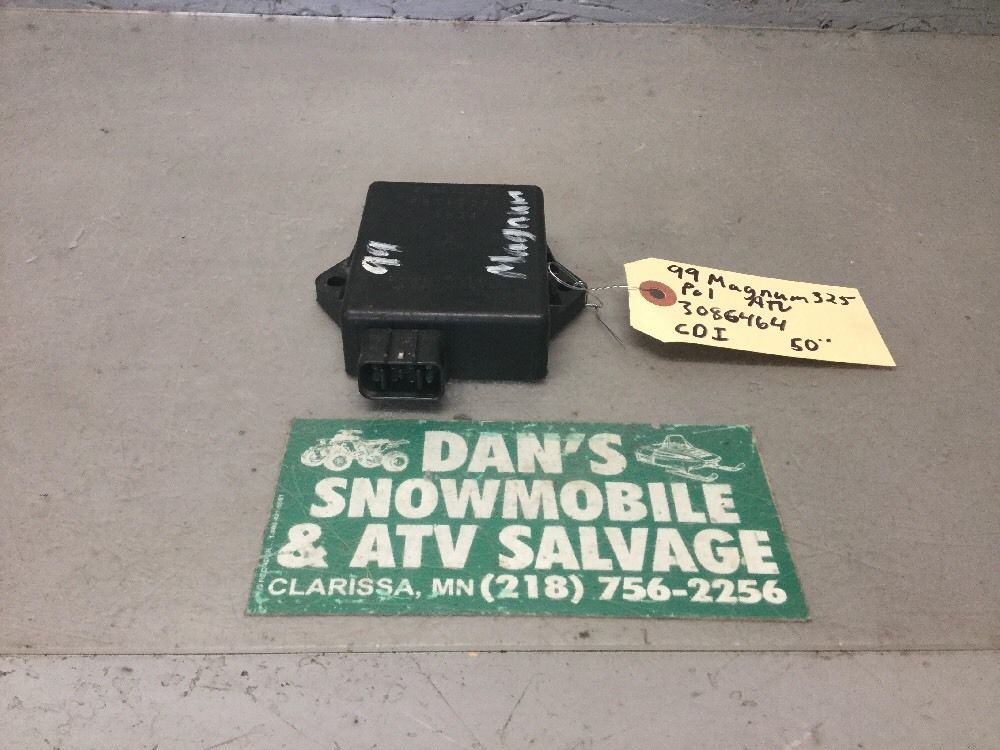 99
Magnum
99 Magnum 325
Pol ATV
3086464
CDI 50°°
DAN'S
SNOWMOBILE
& ATV SALVAGE
CLARISSA, MN (218) 756-2256